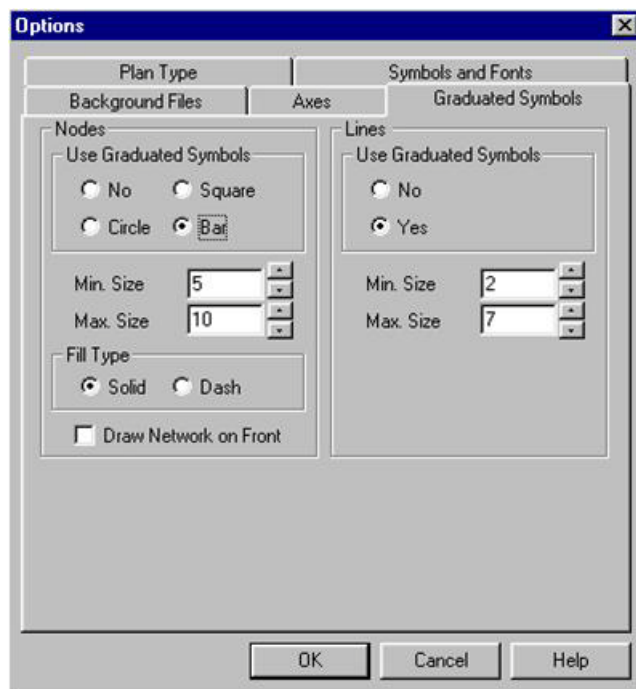 Options
Plan Type
Symbols and Fonts
Background Files
Axes
Graduated Symbols
Nodes
Use Graduated Symbols
No
Square
Circle
Bar
Min. Size
5
Max. Size
10
Fill Type
Solid
Dash
Draw Network on Front
Lines
Use Graduated Symbols
No
Yes
Min. Size
2
Max. Size
7
OK
Cancel
Help